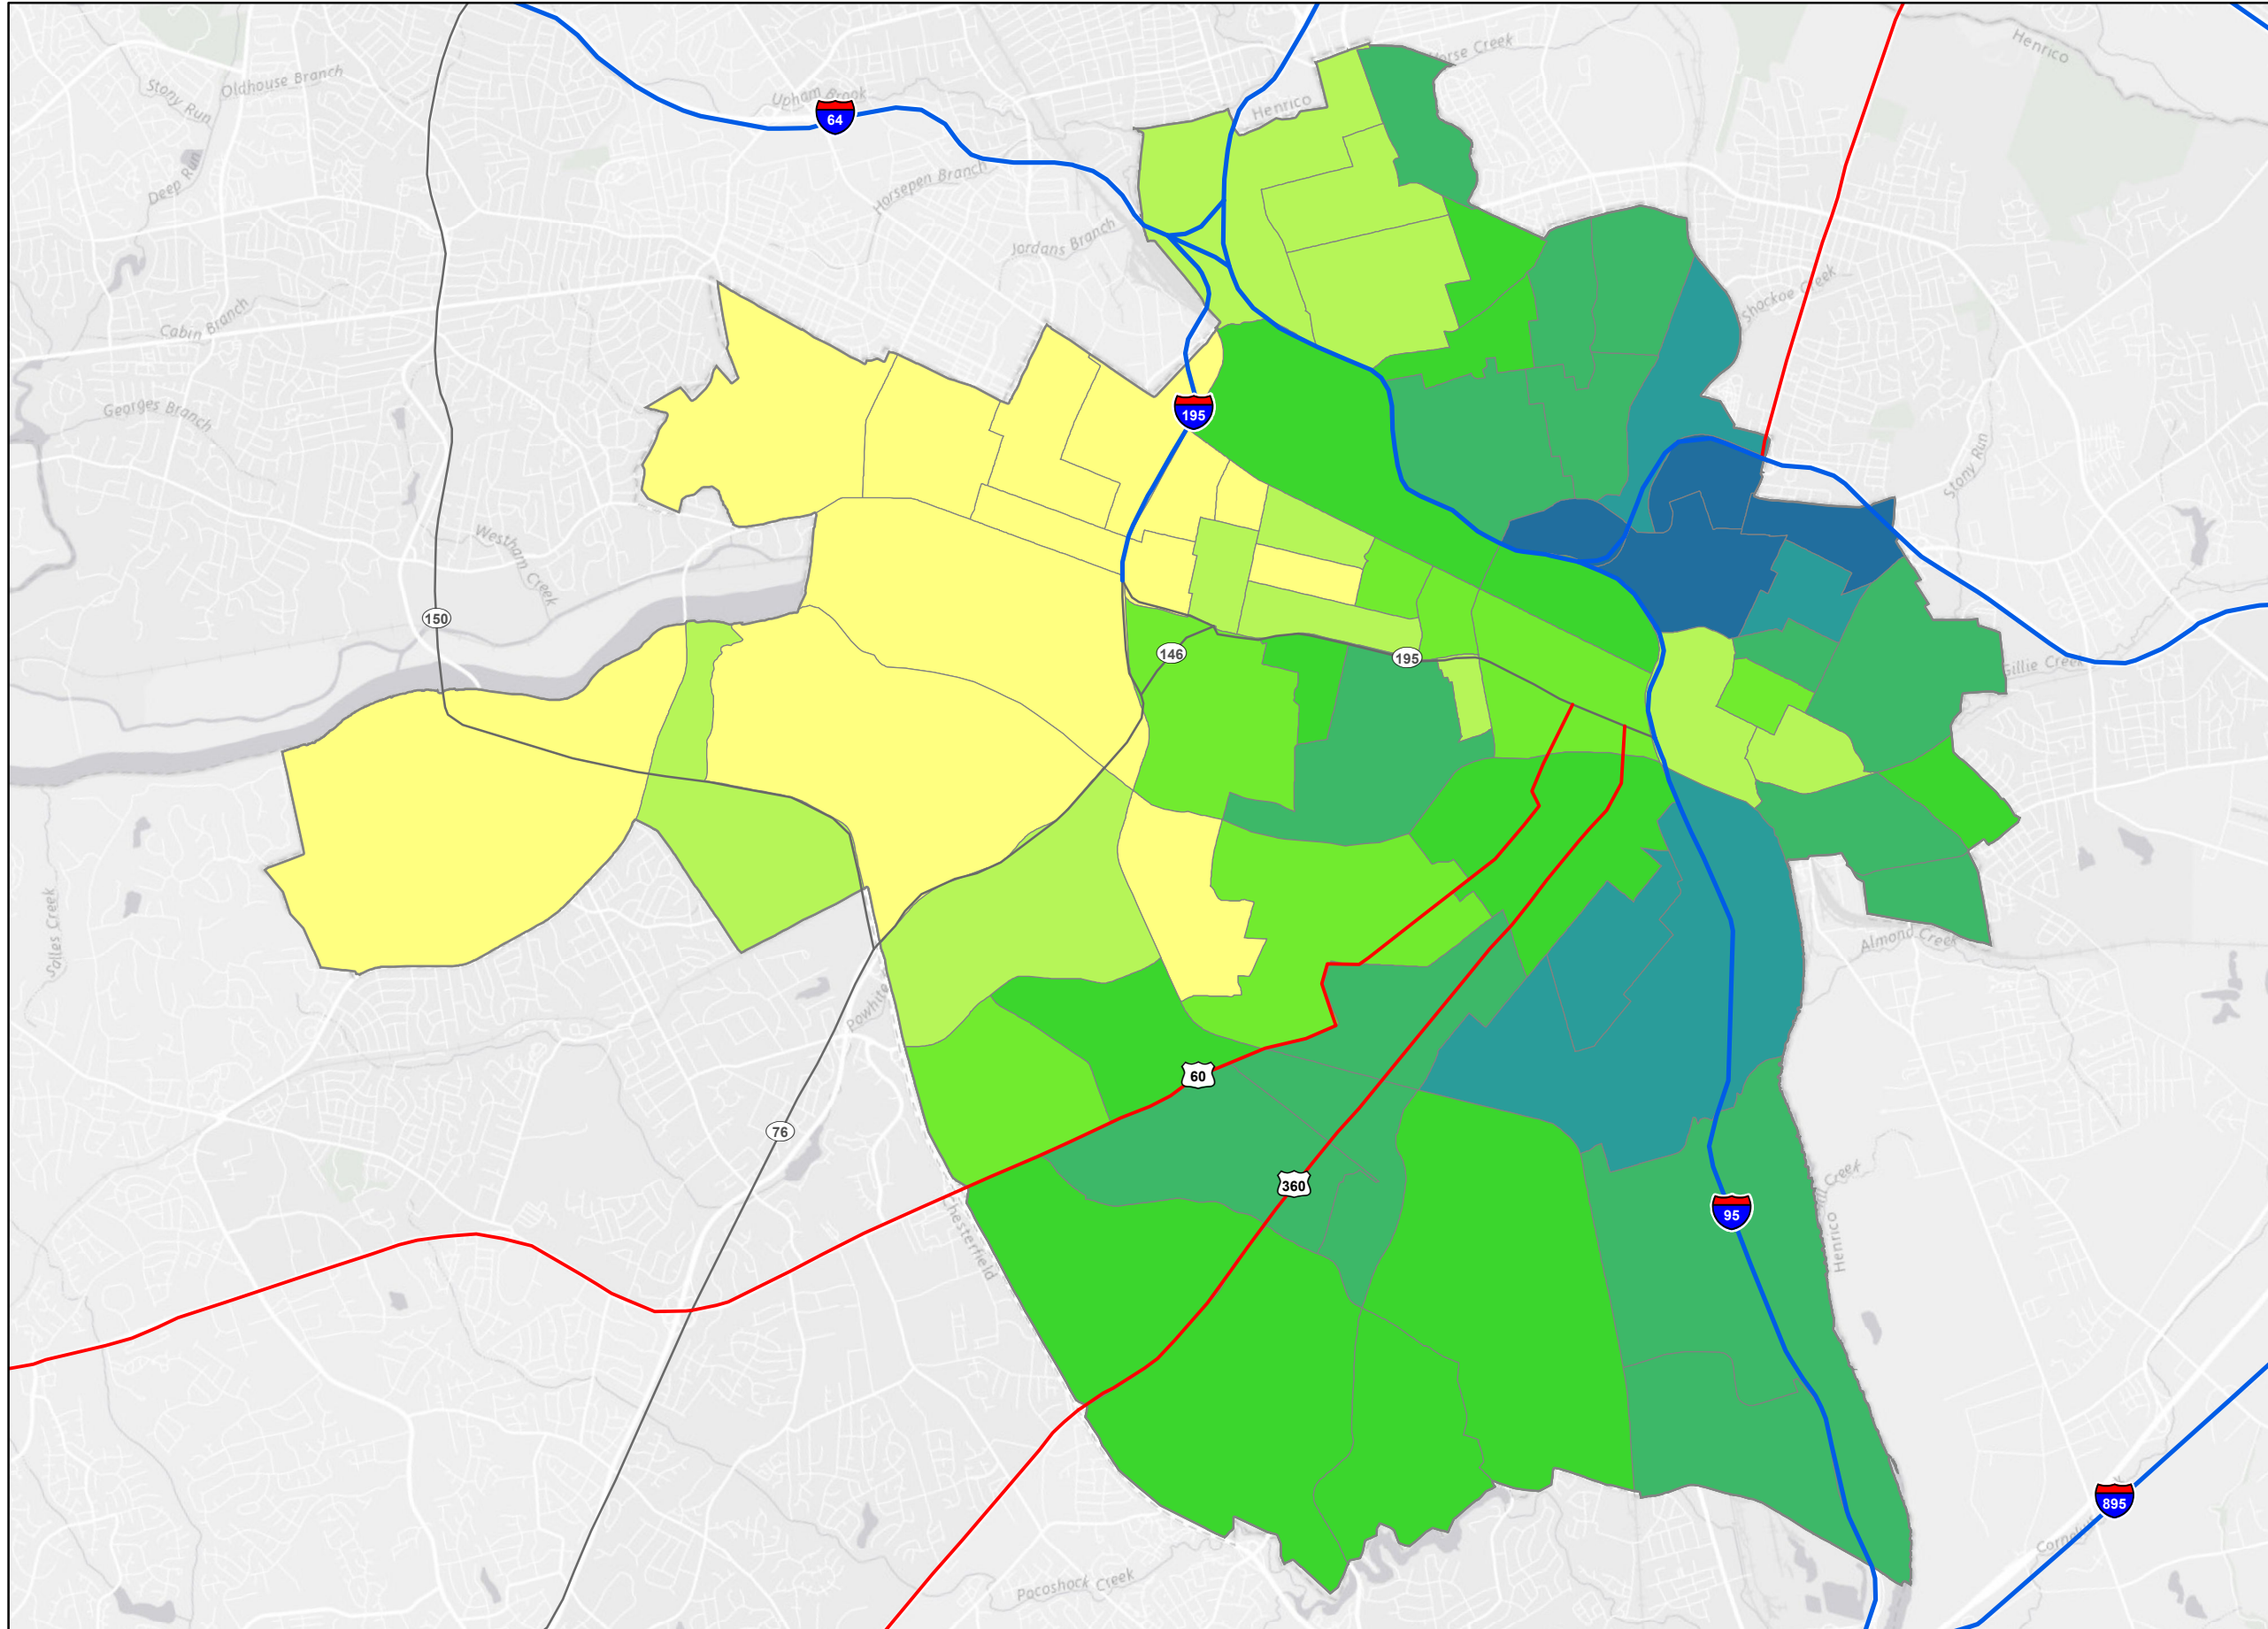 Henrico
Horse Creek
Stony Run
Oldhouse Branch
Upham Brook
Henrico
64
Deep Run
Horsepen Branch
Jordans Branch
Shockoe Creek
Cabin Branch
Georges Branch
195
Stony Run
Westham Creek
150
146
195
Gillie Creek
Salles Creek
Almond Creek
Powhite
60
76
360
Creek
95
Henrico
Chesterfield
895
Pocoshock Creek